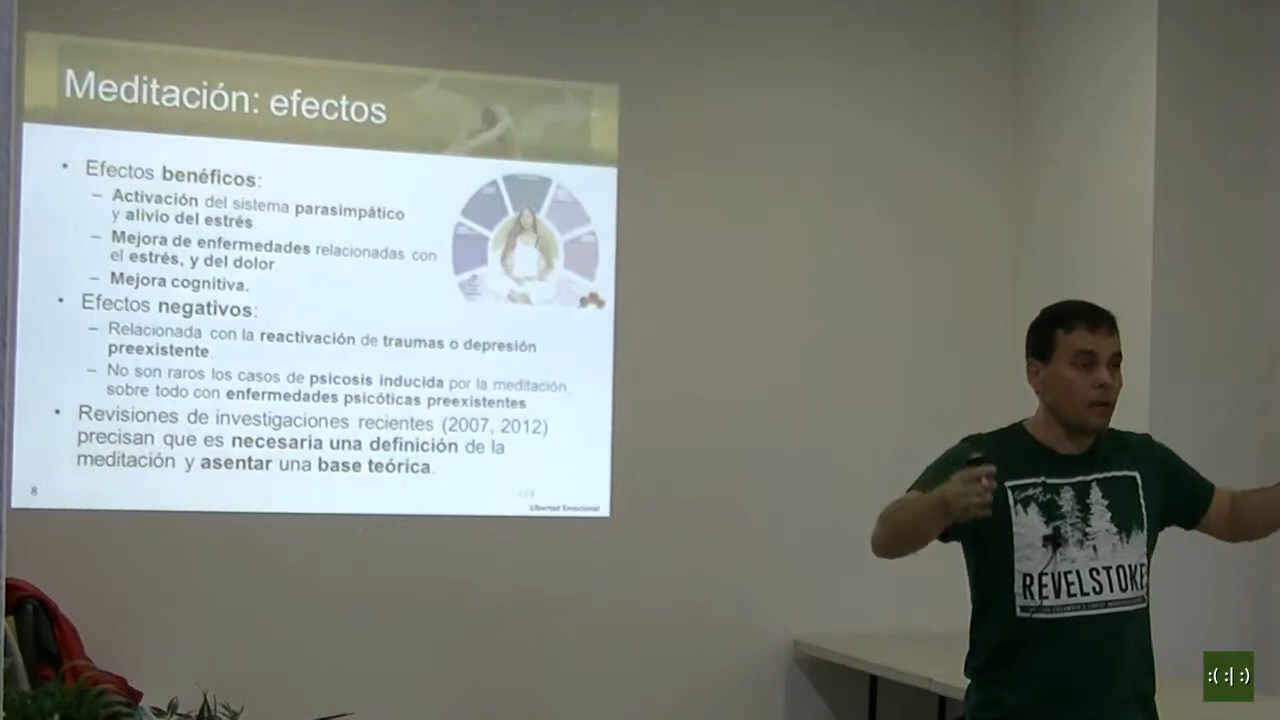 Meditación: efectos
• Efectos benéficos:
– Activación del sistema parasimpático
y alivio del estrés
– Mejora de enfermedades relacionadas con
el estrés, y del dolor
– Mejora cognitiva.
• Efectos negativos:
– Relacionada con la reactivación de traumas o depresión
preexistente.
– No son raros los casos de psicosis inducida por la meditación,
sobre todo con enfermedades psicóticas preexistentes
• Revisiones de investigaciones recientes (2007, 2012)
precisan que es necesaria una definición de la
meditación y asentar una base teórica.
8
Libertad Emocional
REVELSTOKE
:( :| :)